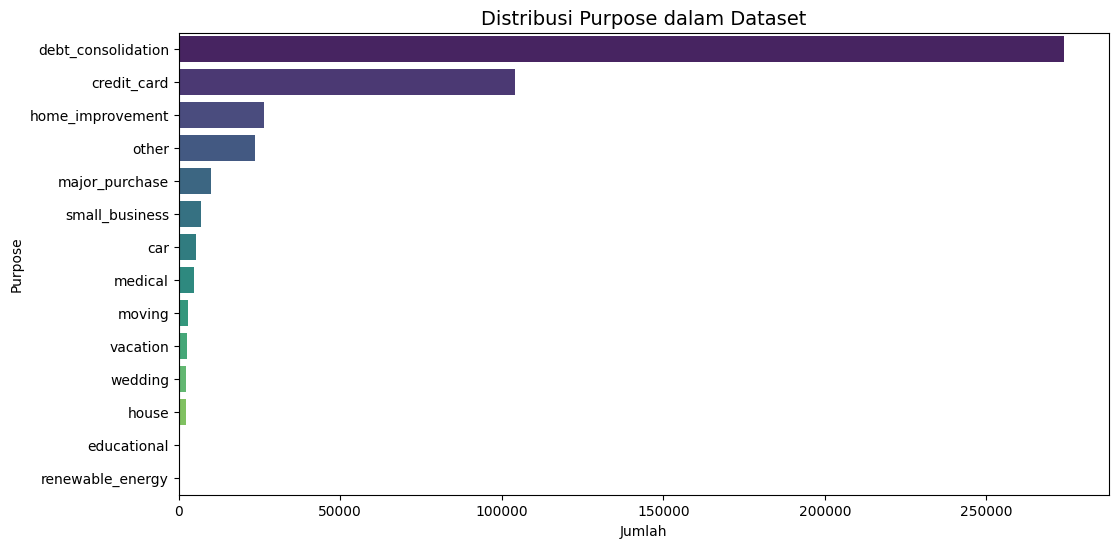 Distribusi Purpose dalam Dataset
debt_consolidation
credit_card
home_improvement
other
major_purchase
small_business
car
medical
moving
vacation
wedding
house
educational
renewable_energy
Purpose
0 50000 100000 150000 200000 250000
Jumlah